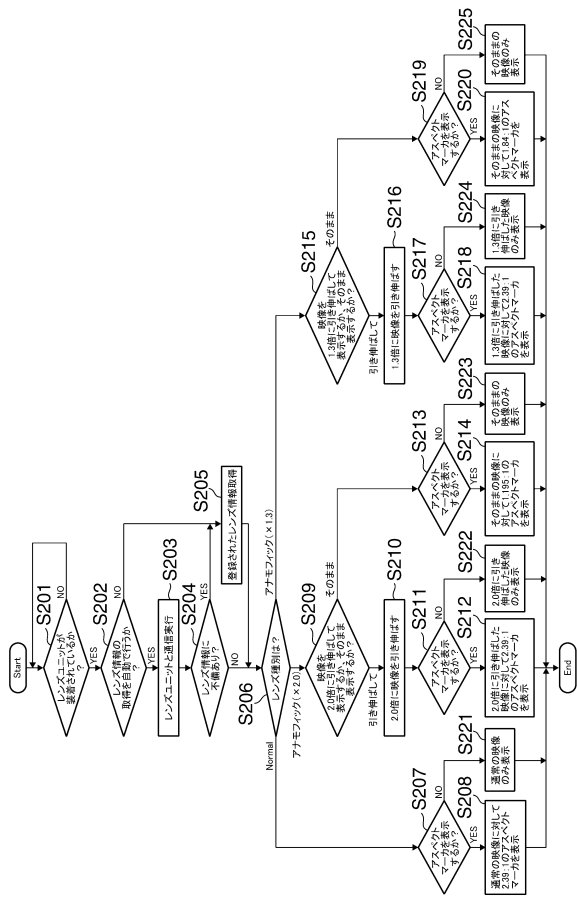 Start
S201
レンズユニットが
装着されているか
?
NO
YES
S202
レンズ情報の
取得を自動で行うか
?
NO
YES
S203
レンズユニットと通信実行
S204
レンズ情報に
不備あり?
YES
NO
S205
登録されたレンズ情報取得
S206
レンズ種別は?
Normal
アナモフィック(×2.0)
アナモフィック(×1.3)
S207
アスペクト
マーカを表示
するか?
NO
YES
S208
通常の映像に対して
2.39:1のアスペクト
マーカを表示
S221
通常の映像
のみ表示
S209
映像を
2.0倍に引き伸ばして
表示するか、そのまま
表示するか?
そのまま
引き伸ばして
S210
2.0倍に映像を引き伸ばす
S211
アスペクト
マーカを表示
するか?
NO
YES
S212
2.0倍に引き伸ばした
映像に対して2.39:1
のアスペクトマーカ
を表示
S222
2.0倍に引き
伸ばした映像
のみ表示
S213
アスペクト
マーカを表示
するか?
NO
YES
S214
そのままの映像に
対して1.195:1の
アスペクトマーカ
を表示
S223
そのままの
映像のみ
表示
S215
映像を
1.3倍に引き伸ばして
表示するか、そのまま
表示するか?
そのまま
引き伸ばして
S216
1.3倍に映像を引き伸ばす
S217
アスペクト
マーカを表示
するか?
NO
YES
S218
1.3倍に引き伸ばした
映像に対して2.39:1
のアスペクトマーカ
を表示
S224
1.3倍に引き
伸ばした映像
のみ表示
S219
アスペクト
マーカを表示
するか?
NO
YES
S220
そのままの映像に
対して1.84:1のアス
ペクトマーカを
表示
S225
そのままの
映像のみ
表示
End